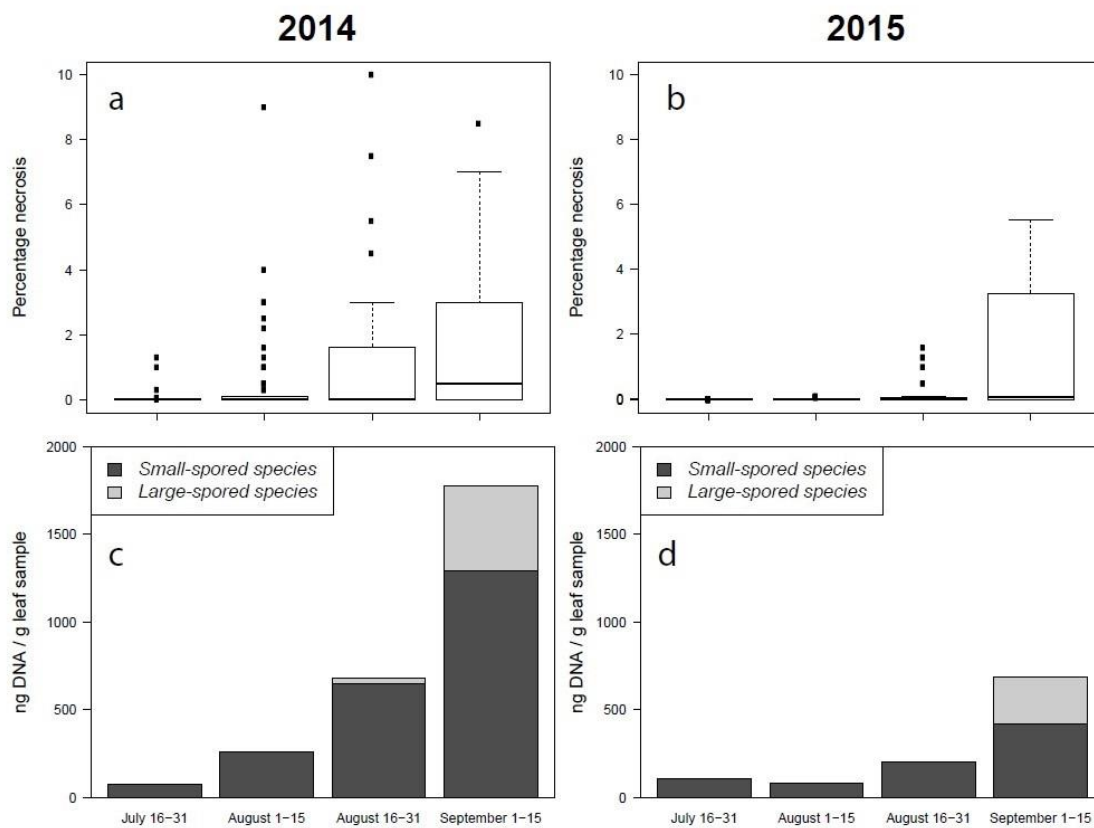 2014
2015
a
Percentage necrosis
10
8
6
4
2
0
b
Percentage necrosis
10
8
6
4
2
0
c
ng DNA / g leaf sample
2000
1500
1000
500
0
Small-spored species
Large-spored species
July 16−31
August 1−15
August 16−31
September 1−15
d
ng DNA / g leaf sample
2000
1500
1000
500
0
Small-spored species
Large-spored species
July 16−31
August 1−15
August 16−31
September 1−15